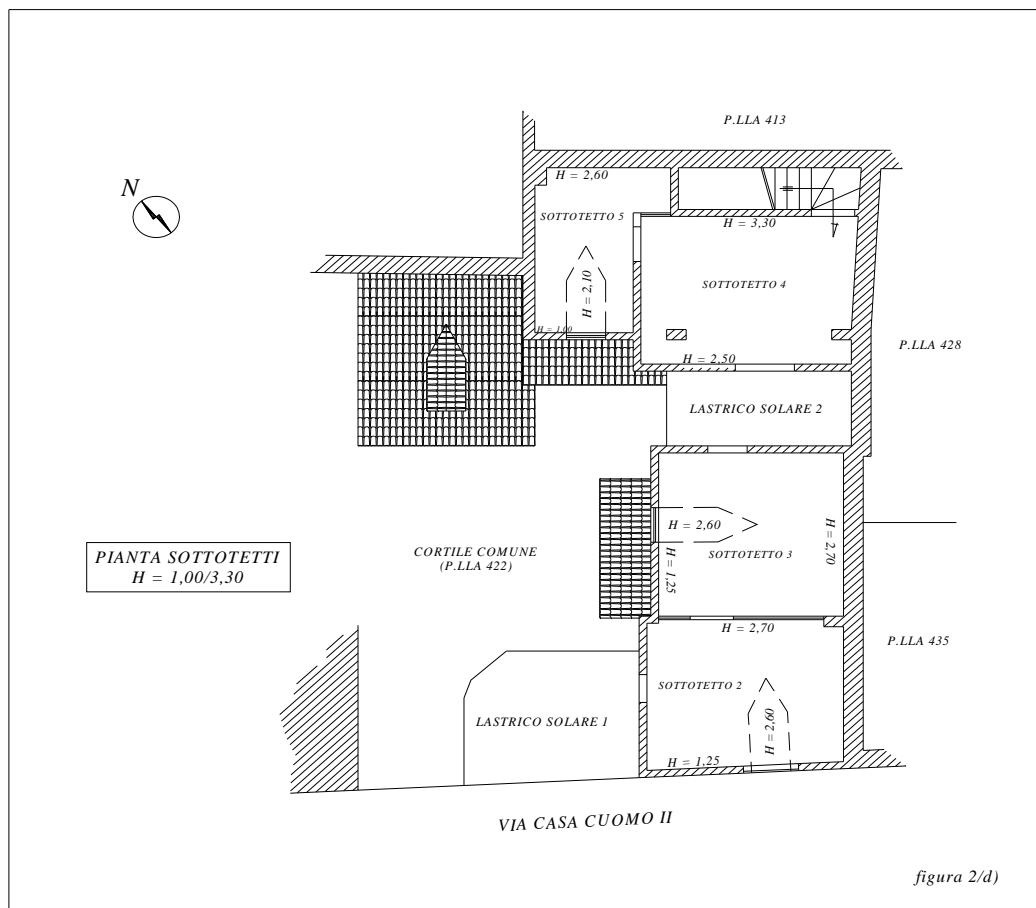 P.LLA 413
N
H = 2,60
SOTTOTETTO 5
H = 3,30
H = 2,10
SOTTOTETTO 4
H = 1,00
P.LLA 428
H = 2,50
LASTRICO SOLARE 2
PIANTA SOTTOTETTI
H = 1,00/3,30
CORTILE COMUNE
(P.LLA 422)
H = 2,60
SOTTOTETTO 3
H = 2,70
H = 1,25
H = 2,70
P.LLA 435
SOTTOTETTO 2
LASTRICO SOLARE 1
H = 2,60
H = 1,25
VIA CASA CUOMO II
figura 2/d)